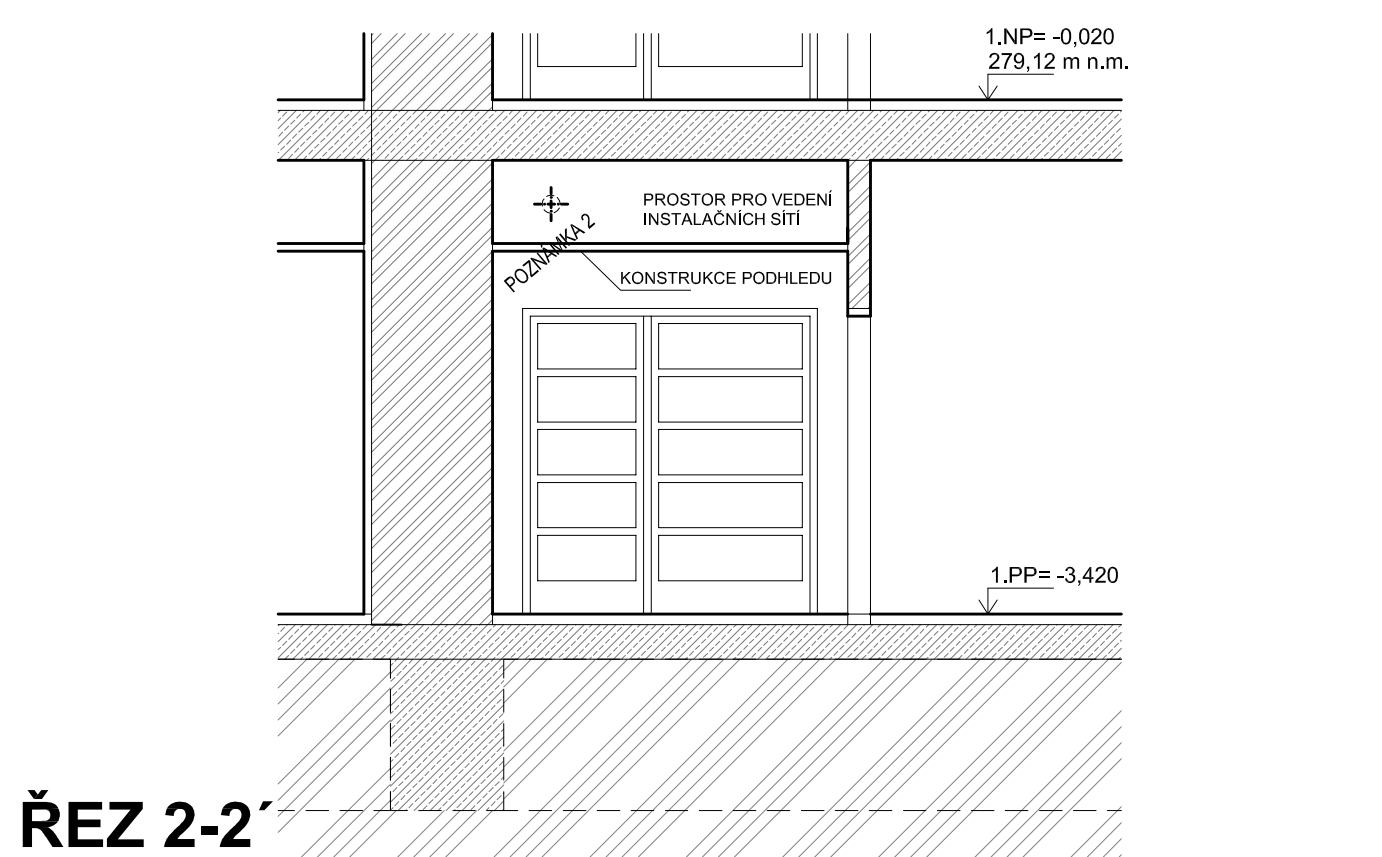 1.NP= -0,020
279,12 m n.m.
PROSTOR PRO VEDENÍ
INSTALAČNÍCH SÍTÍ
POZNÁMKA 2
KONSTRUKCE PODHLEDU
1.PP= -3,420
ŘEZ 2-2´